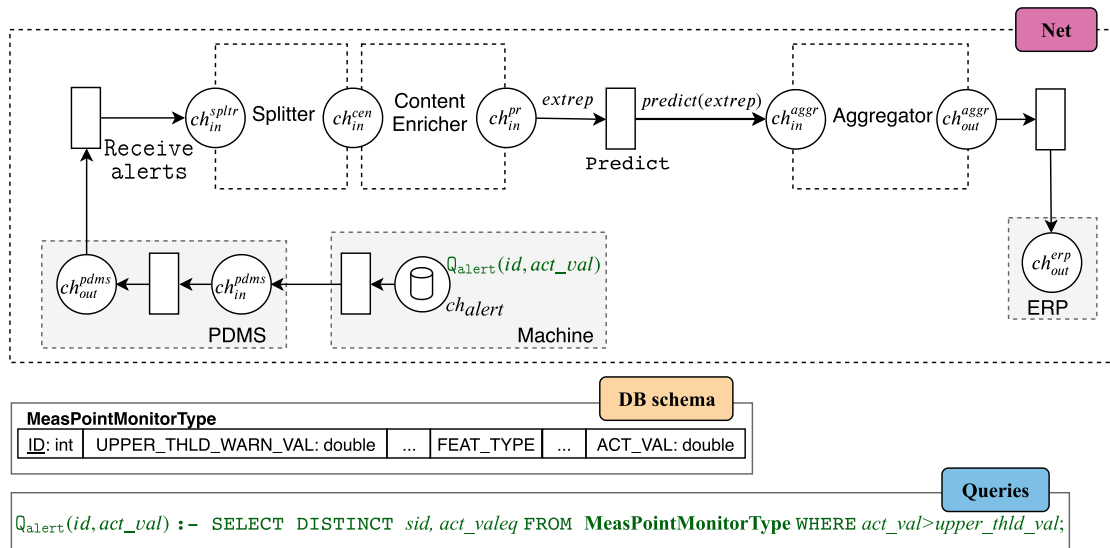 Net
ch_in^spltr
Splitter
ch_in^cen
Content
Enricher
ch_in^pr
extrep
predict(extrep)
ch_in^aggr
Aggregator
ch_out^aggr
Receive
alerts
Predict
ch_out^pdms
ch_in^pdms
PDMS
Q_alert(id, act_val)
ch_alert
Machine
ch_out^erp
ERP
DB schema
MeasPointMonitorType
ID: int UPPER_THLD_WARN_VAL: double ... FEAT_TYPE ... ACT_VAL: double
Queries
Q_alert(id, act_val) :- SELECT DISTINCT sid, act_valeq FROM MeasPointMonitorType WHERE act_val>upper_thld_val;